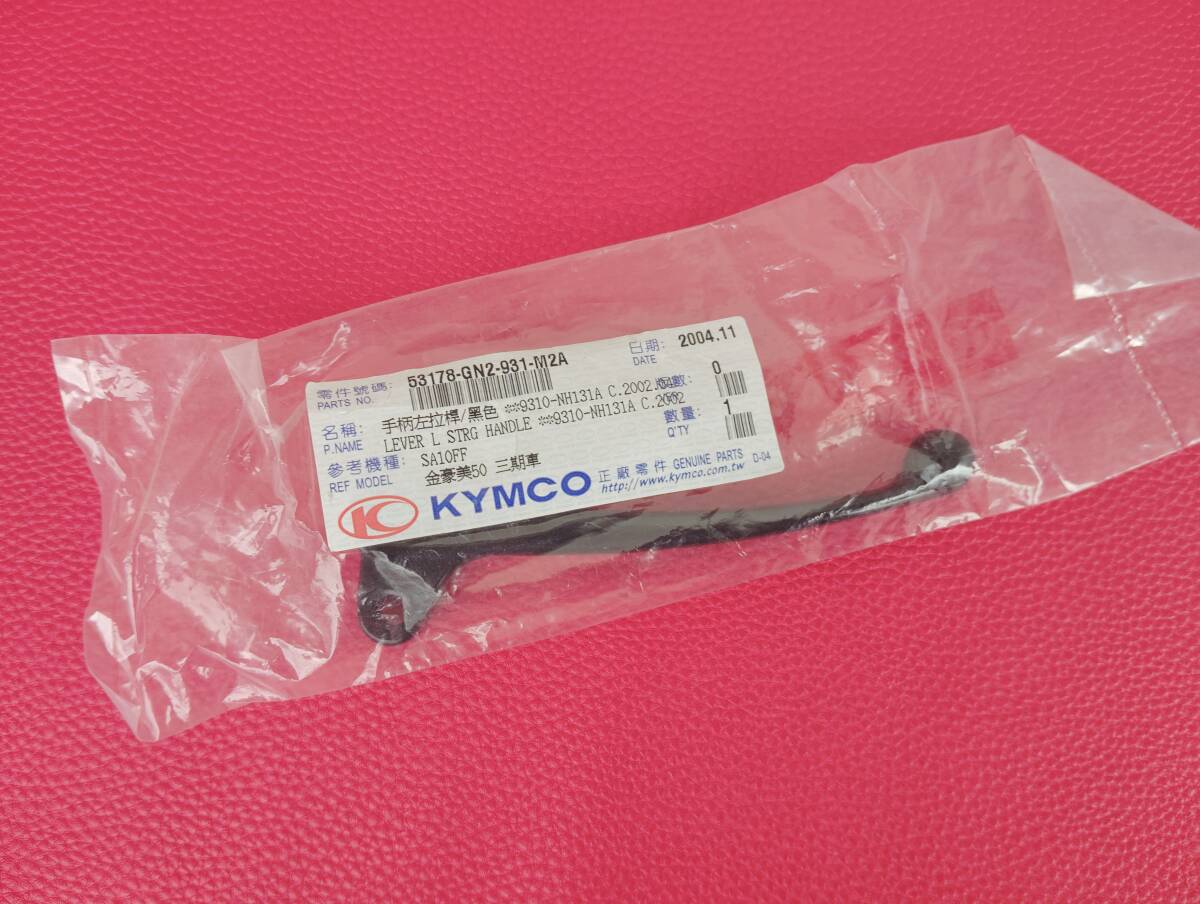 零件號碼: 53178-GN2-931-M2A
PARTS NO.
日期: 2004.11
DATE
名稱: 手柄左拉桿/黑色 **9310-NH131A C.2002
數: 0
P.NAME LEVER L STRG HANDLE **9310-NH131A C.2002
數量: 1
Q'TY
參考機種: SA10FF
REF MODEL 金豪美50 三期車
KYMCO 正廠零件 GENUINE PARTS D-04
http://www.kymco.com.tw